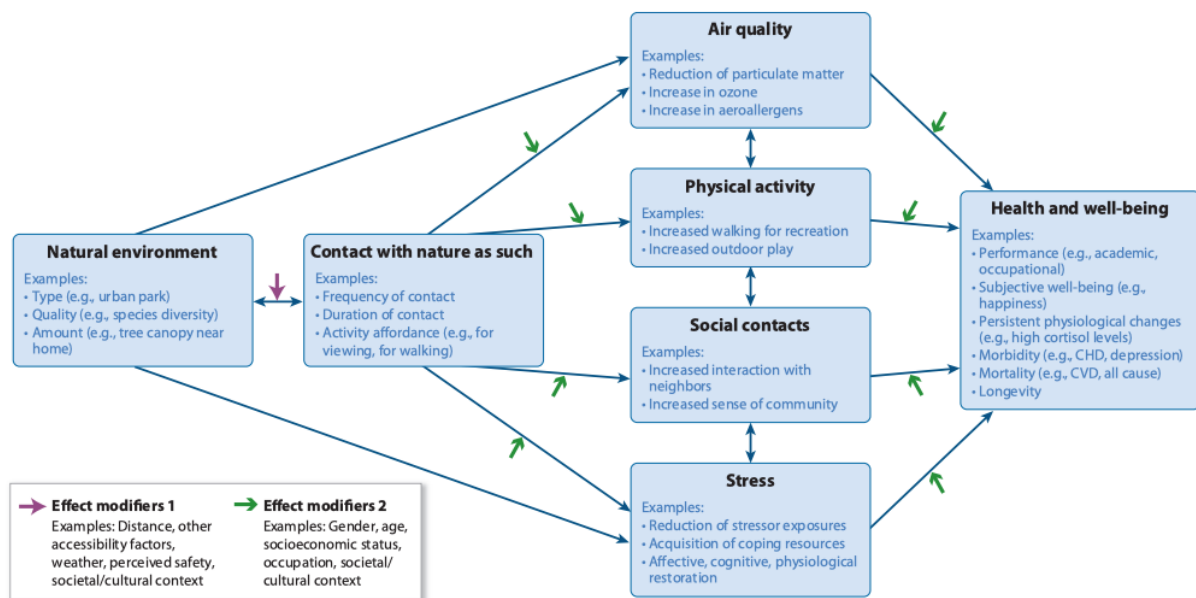 Air quality
Examples:
• Reduction of particulate matter
• Increase in ozone
• Increase in aeroallergens
Physical activity
Examples:
• Increased walking for recreation
• Increased outdoor play
Natural environment
Examples:
• Type (e.g., urban park)
• Quality (e.g., species diversity)
• Amount (e.g., tree canopy near
home)
Contact with nature as such
Examples:
• Frequency of contact
• Duration of contact
• Activity affordance (e.g., for
viewing, for walking)
Social contacts
Examples:
• Increased interaction with
neighbors
• Increased sense of community
Stress
Examples:
• Reduction of stressor exposures
• Acquisition of coping resources
• Affective, cognitive, physiological
restoration
Health and well-being
Examples:
• Performance (e.g., academic,
occupational)
• Subjective well-being (e.g.,
happiness)
• Persistent physiological changes
(e.g., high cortisol levels)
• Morbidity (e.g., CHD, depression)
• Mortality (e.g., CVD, all cause)
• Longevity
Effect modifiers 1
Examples: Distance, other
accessibility factors,
weather, perceived safety,
societal/cultural context
Effect modifiers 2
Examples: Gender, age,
socioeconomic status,
occupation, societal/
cultural context